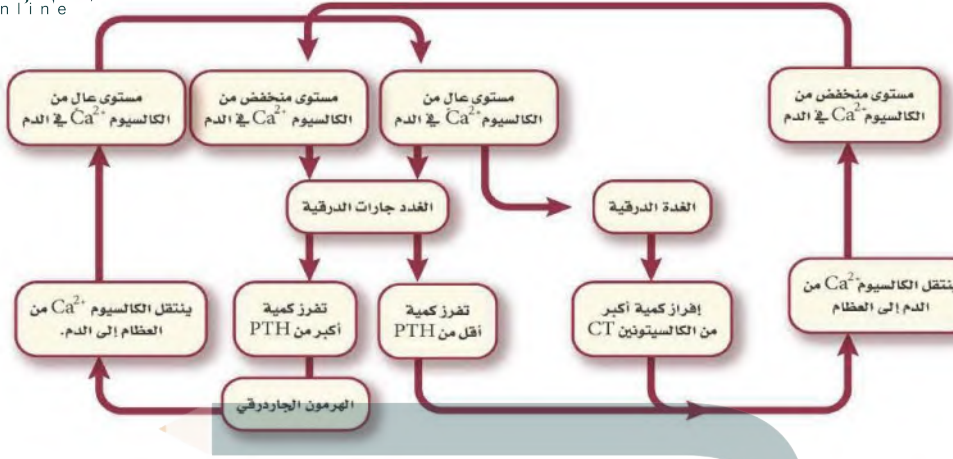 nline
مستوى عال من
الكالسيوم Ca²⁺ في الدم
مستوى منخفض من
الكالسيوم Ca²⁺ في الدم
مستوى عال من
الكالسيوم Ca²⁺ في الدم
مستوى منخفض من
الكالسيوم Ca²⁺ في الدم
الغدد جارات الدرقية
الغدة الدرقية
ينتقل الكالسيوم Ca²⁺ من
العظام إلى الدم.
تفرز كمية
أكبر من PTH
تفرز كمية
أقل من PTH
إفراز كمية أكبر
من الكالسيتونين CT
ينتقل الكالسيوم Ca²⁺ من
الدم إلى العظام
الهرمون الجاردرقي